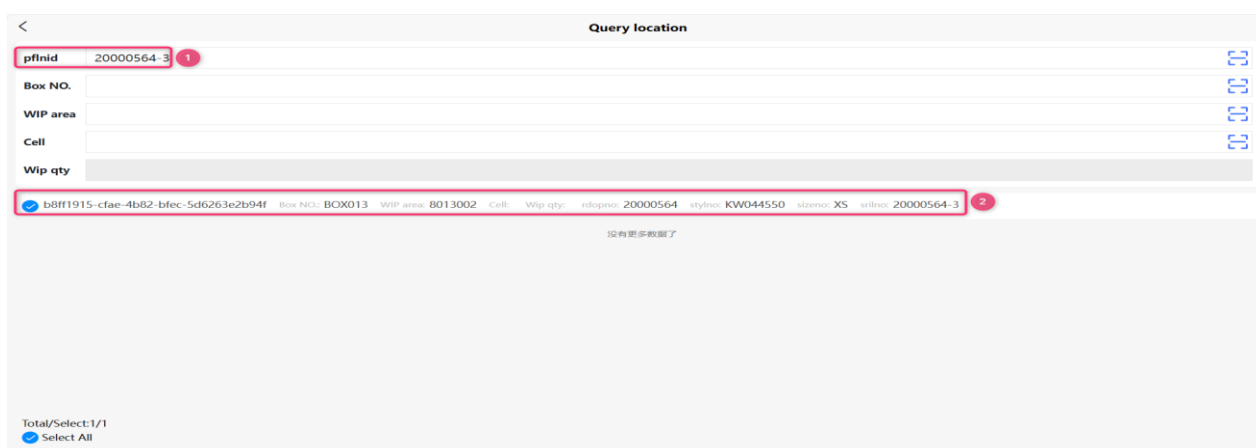 Query location
pflnid 20000564-3 1
Box NO.
WIP area
Cell
Wip qty
b8ff1915-cfae-4b82-bfec-5d6263e2b94f Box NO.: BOX013 WIP area: 8013002 Cell: Wip qty: rdopno: 20000564 stylno: KW044550 sizeno: XS srilno: 20000564-3 2
没有更多数据了
Total/Select:1/1
Select All